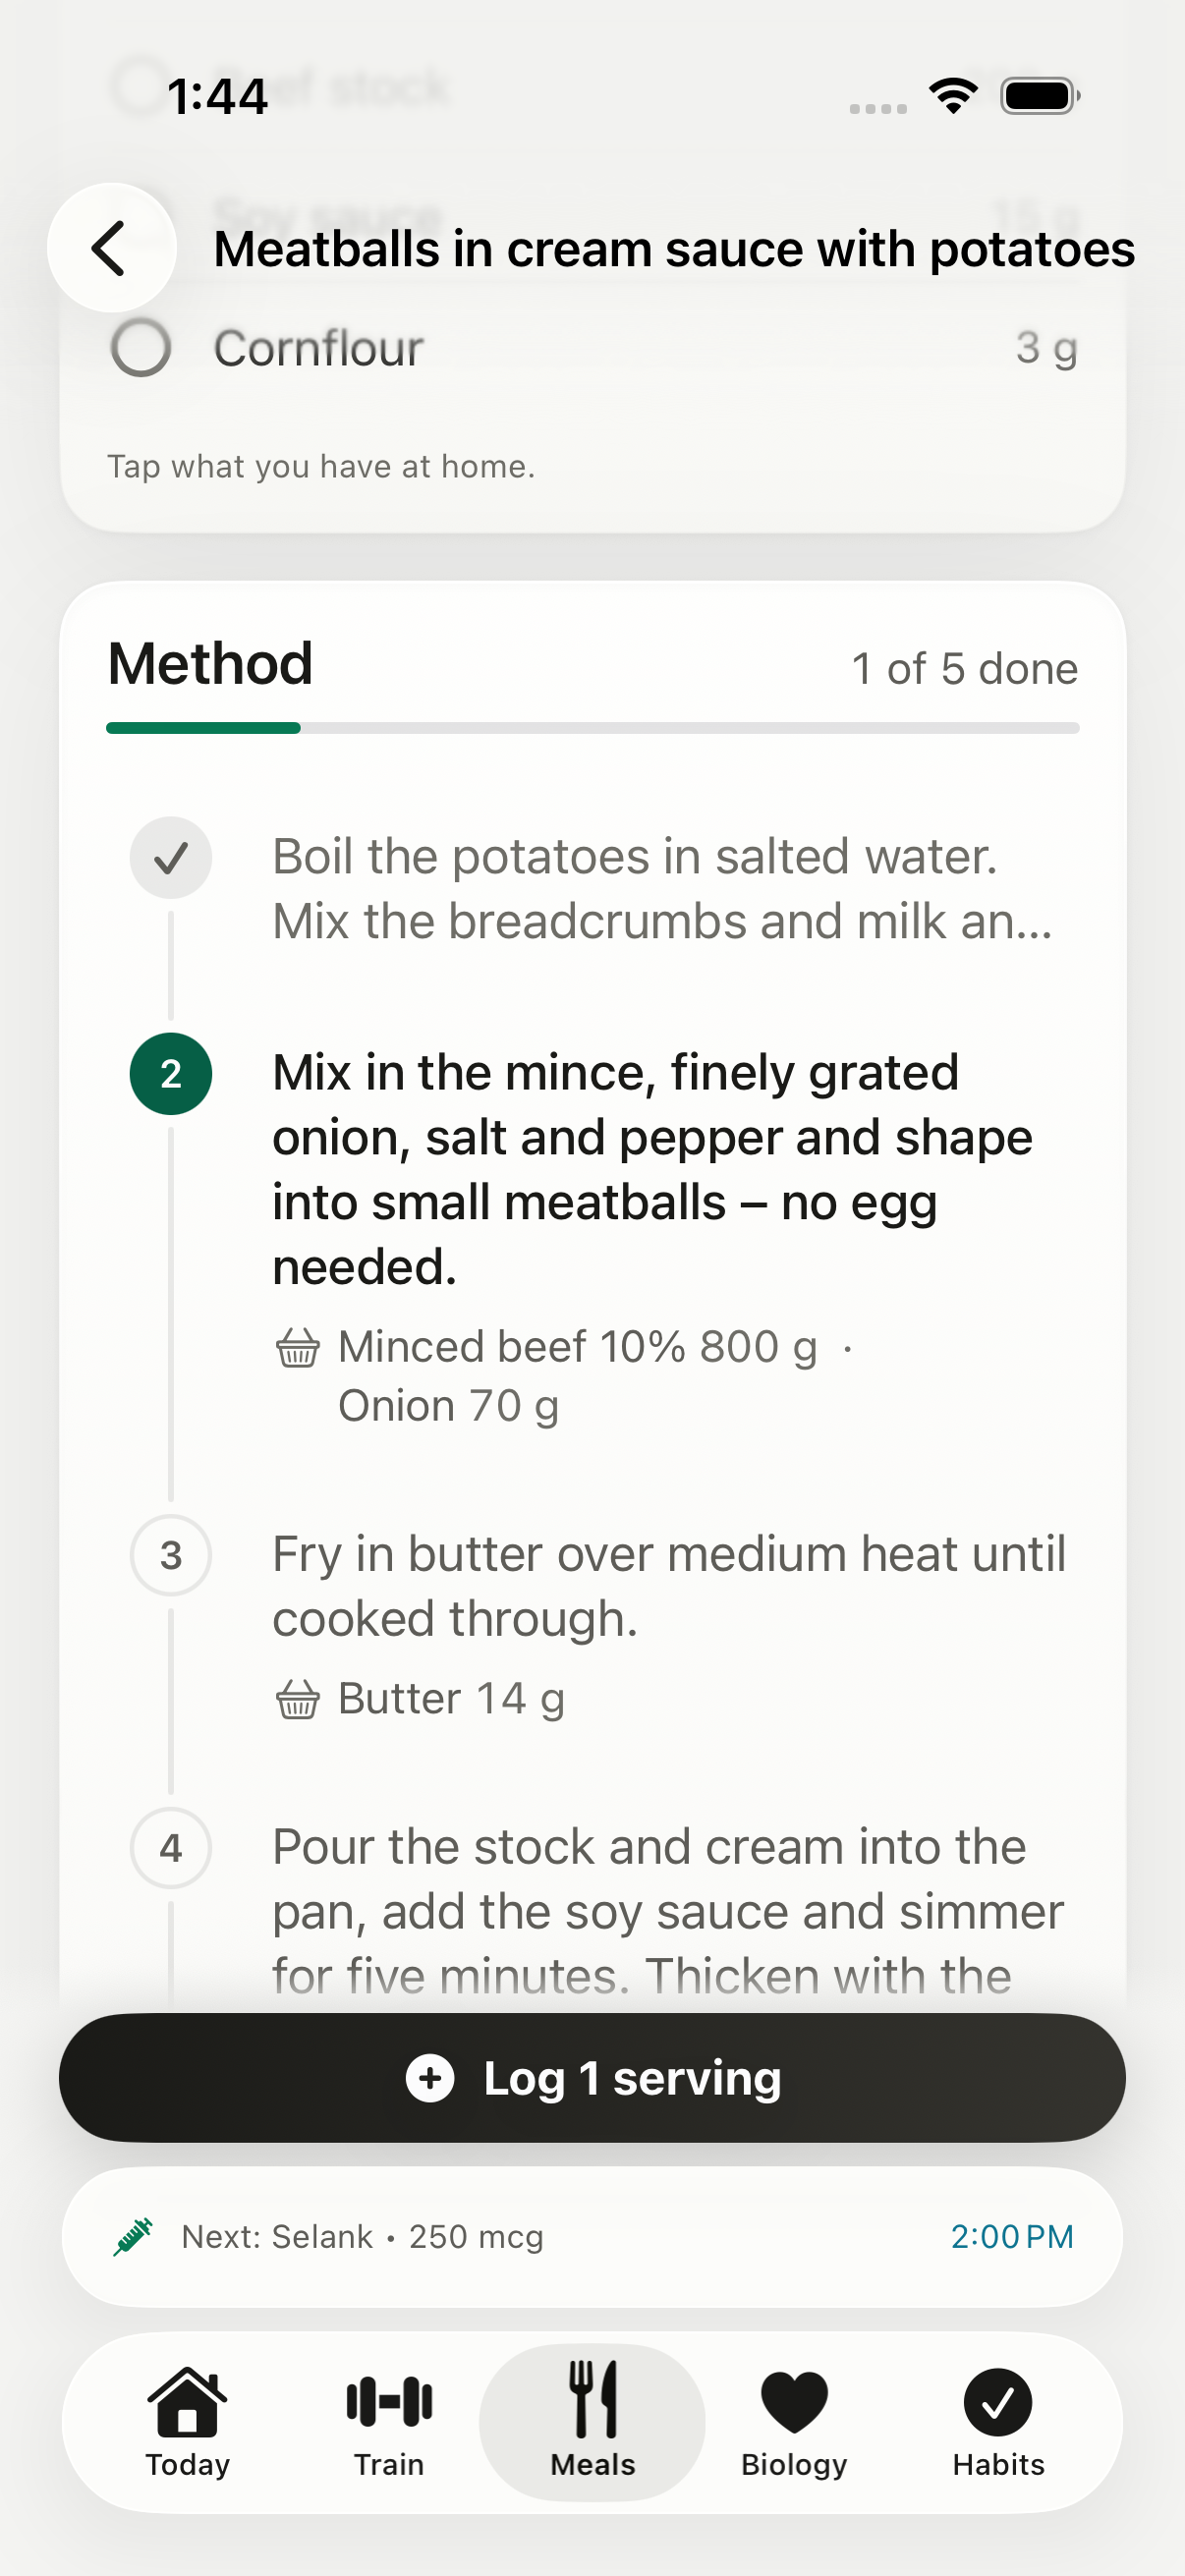 1:44
Soy sauce 15 g
Meatballs in cream sauce with potatoes
Cornflour 3 g
Tap what you have at home.
Method 1 of 5 done
Boil the potatoes in salted water.
Mix the breadcrumbs and milk an...
2 Mix in the mince, finely grated
onion, salt and pepper and shape
into small meatballs – no egg
needed.
Minced beef 10% 800 g ·
Onion 70 g
3 Fry in butter over medium heat until
cooked through.
Butter 14 g
4 Pour the stock and cream into the
pan, add the soy sauce and simmer
for five minutes. Thicken with the
Log 1 serving
Next: Selank • 250 mcg 2:00 PM
Today Train Meals Biology Habits